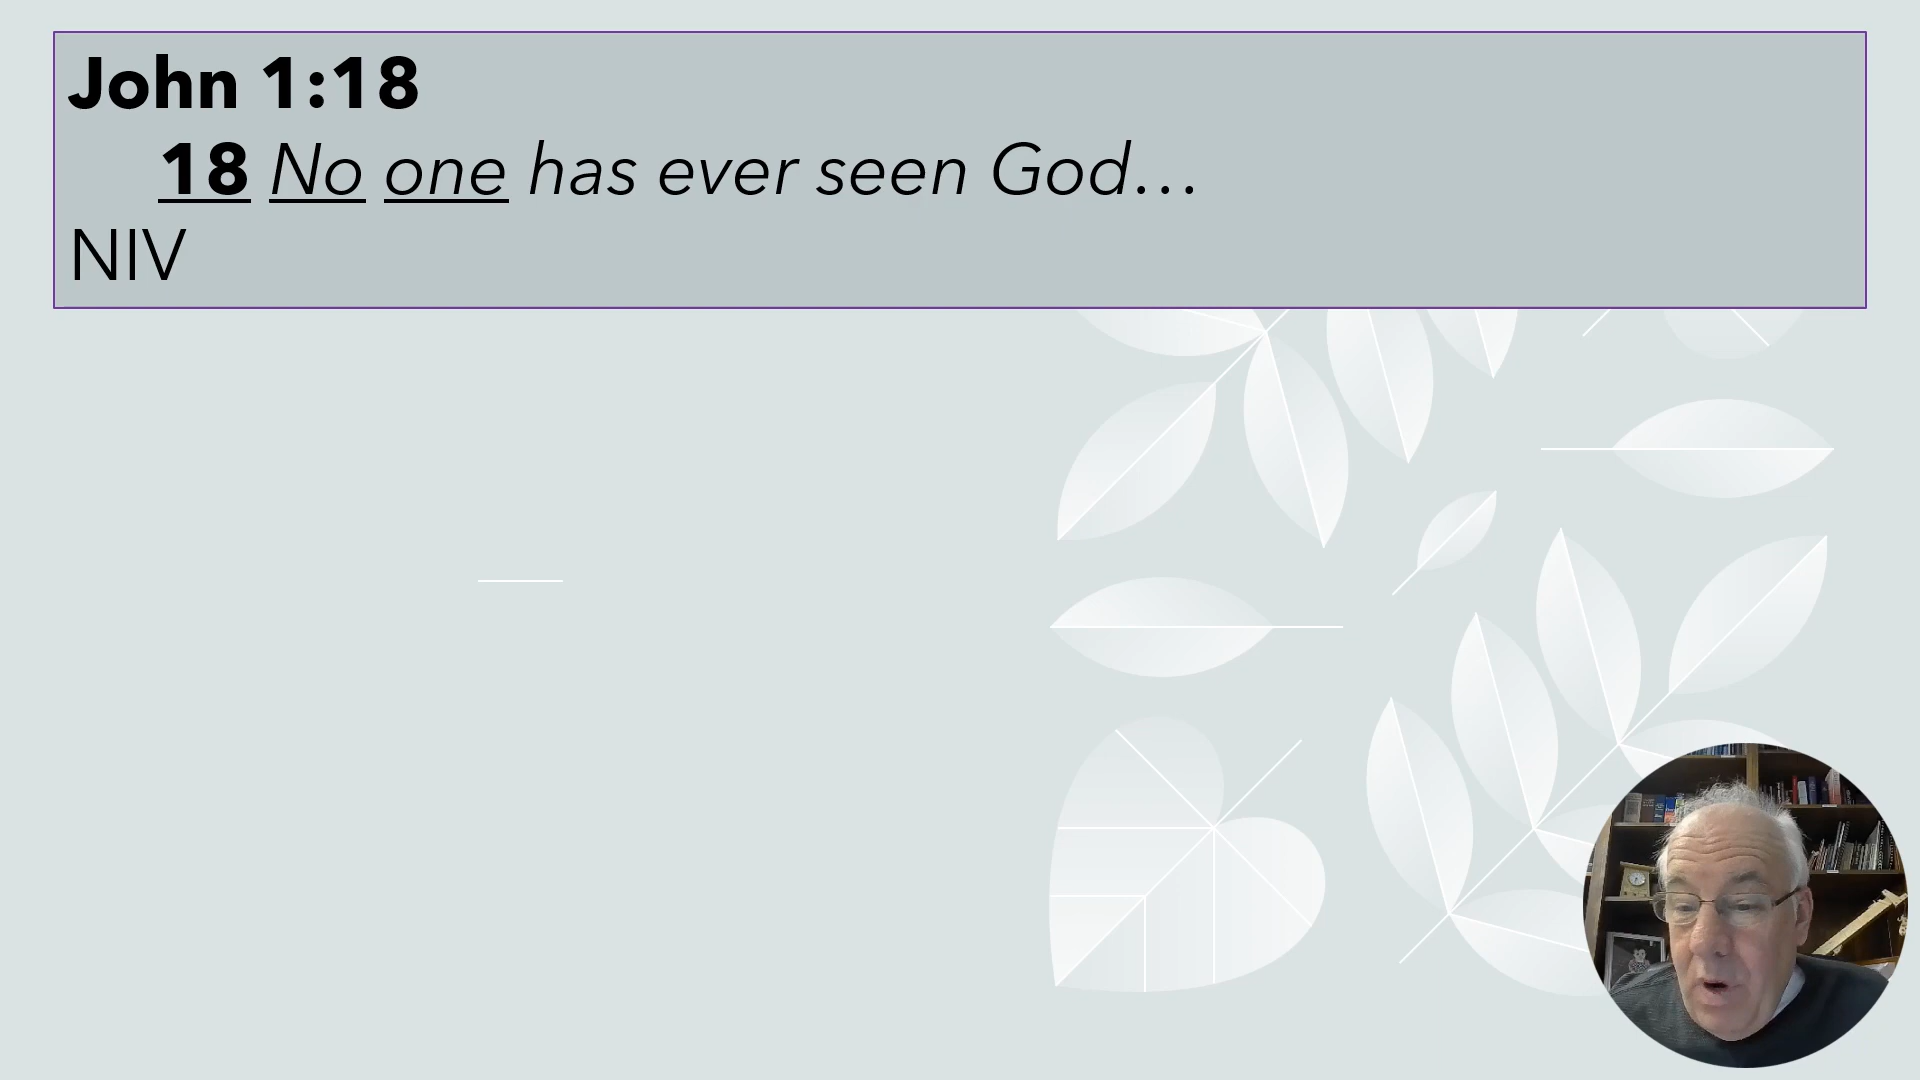 John 1:18
18 No one has ever seen God…
NIV